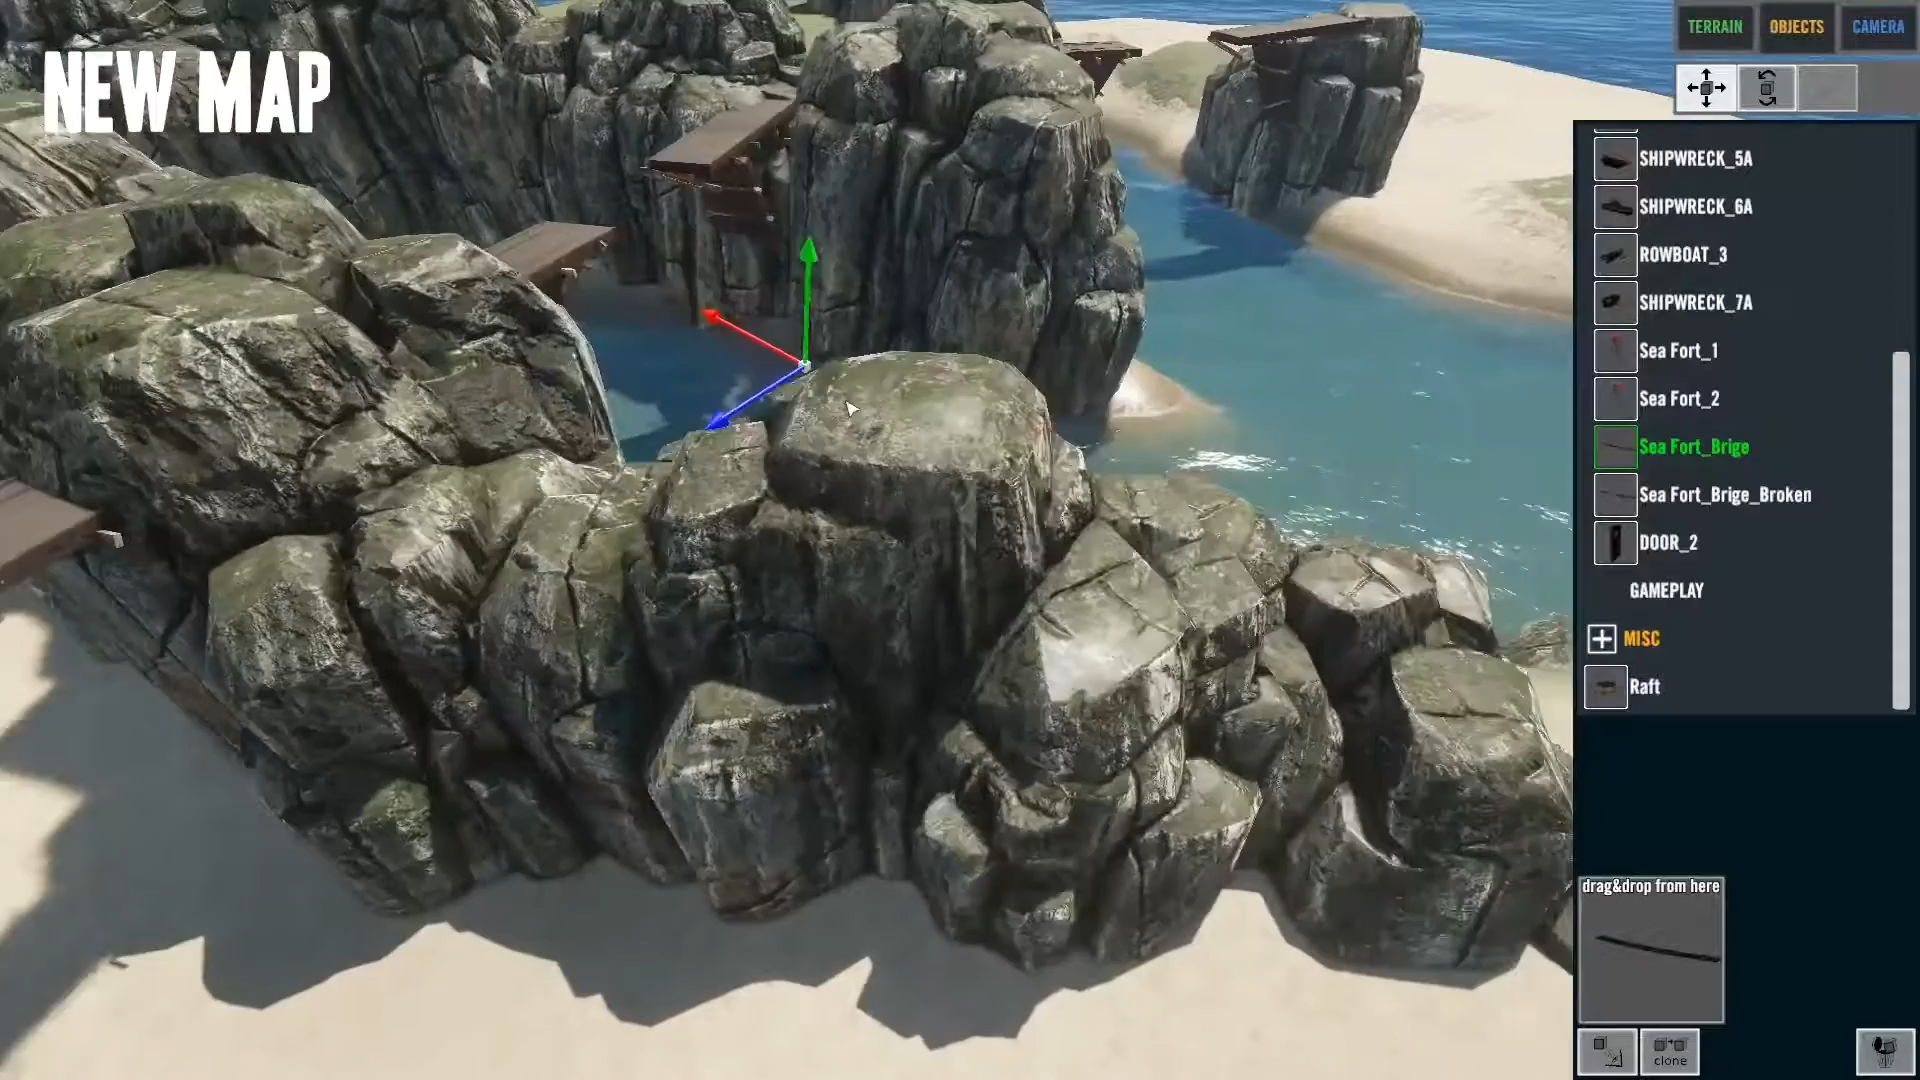 NEW MAP
TERRAIN
OBJECTS
CAMERA
SHIPWRECK_5A
SHIPWRECK_6A
ROWBOAT_3
SHIPWRECK_7A
Sea Fort_1
Sea Fort_2
Sea Fort_Brige
Sea Fort_Brige_Broken
DOOR_2
GAMEPLAY
MISC
Raft
drag&drop from here
clone